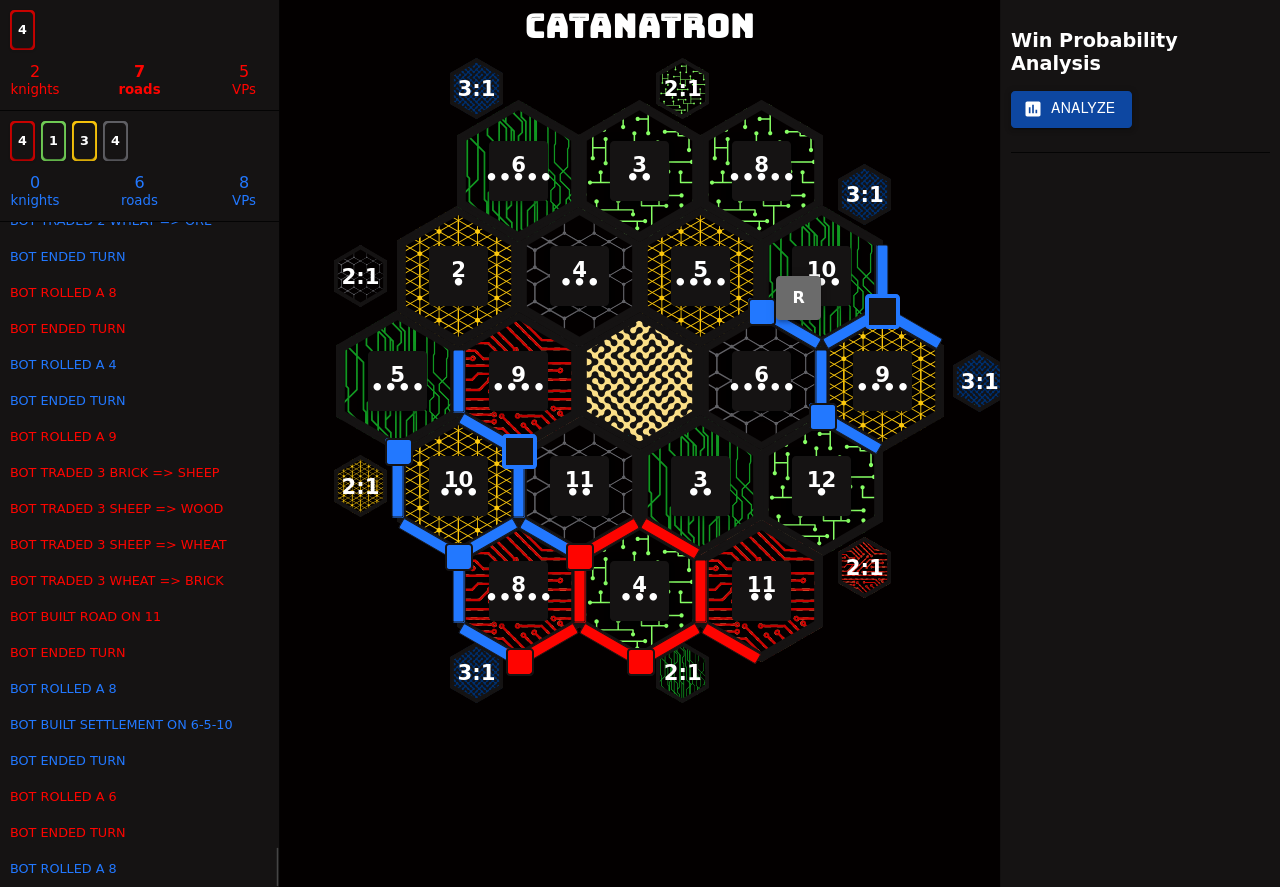 CATANATRON
4
2 7 5
knights roads VPs
4 1 3 4
0 6 8
knights roads VPs
BOT TRADED 2 WHEAT => ORE
BOT ENDED TURN
BOT ROLLED A 8
BOT ENDED TURN
BOT ROLLED A 4
BOT ENDED TURN
BOT ROLLED A 9
BOT TRADED 3 BRICK => SHEEP
BOT TRADED 3 SHEEP => WOOD
BOT TRADED 3 SHEEP => WHEAT
BOT TRADED 3 WHEAT => BRICK
BOT BUILT ROAD ON 11
BOT ENDED TURN
BOT ROLLED A 8
BOT BUILT SETTLEMENT ON 6-5-10
BOT ENDED TURN
BOT ROLLED A 6
BOT ENDED TURN
BOT ROLLED A 8
3:1 2:1
6 3 8
3:1
2:1 2 4 5 10
R
5 9 6 9 3:1
2:1 10 11 3 12
8 4 11 2:1
3:1 2:1
Win Probability
Analysis
ANALYZE